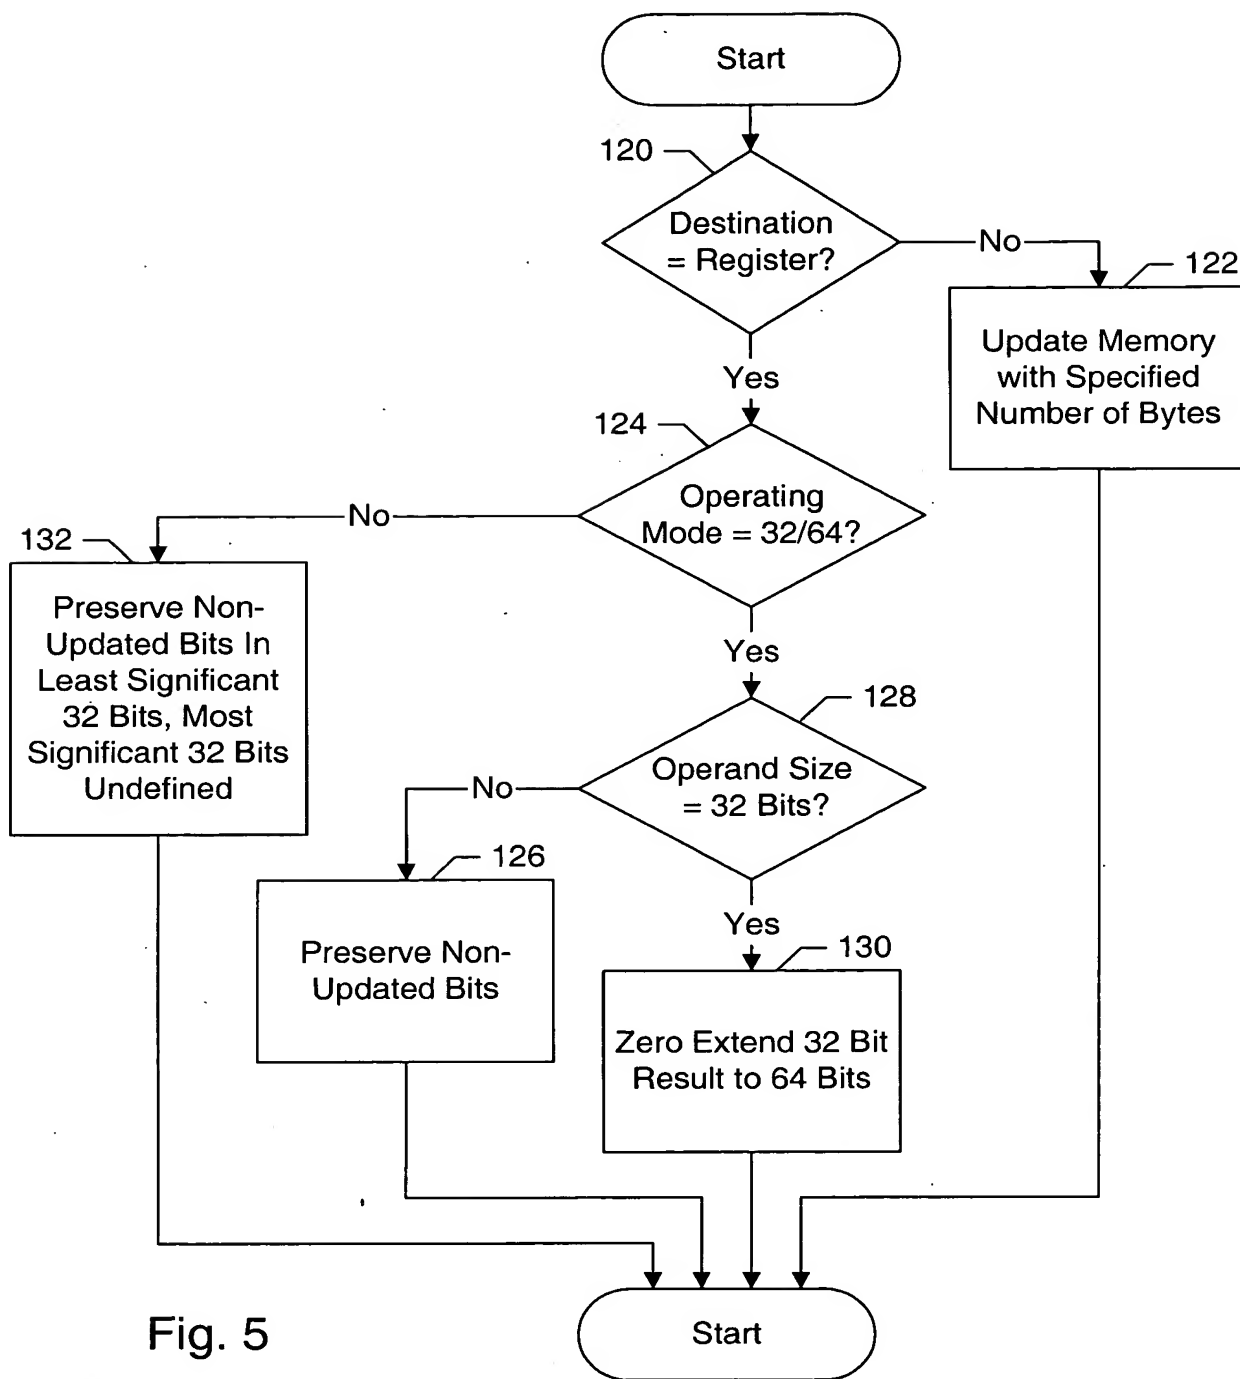 Start
120
Destination
= Register?
No
122
Update Memory
with Specified
Number of Bytes
Yes
124
Operating
Mode = 32/64?
No
132
Preserve Non-
Updated Bits In
Least Significant
32 Bits, Most
Significant 32 Bits
Undefined
Yes
128
Operand Size
= 32 Bits?
No
126
Preserve Non-
Updated Bits
Yes
130
Zero Extend 32 Bit
Result to 64 Bits
Start
Fig. 5